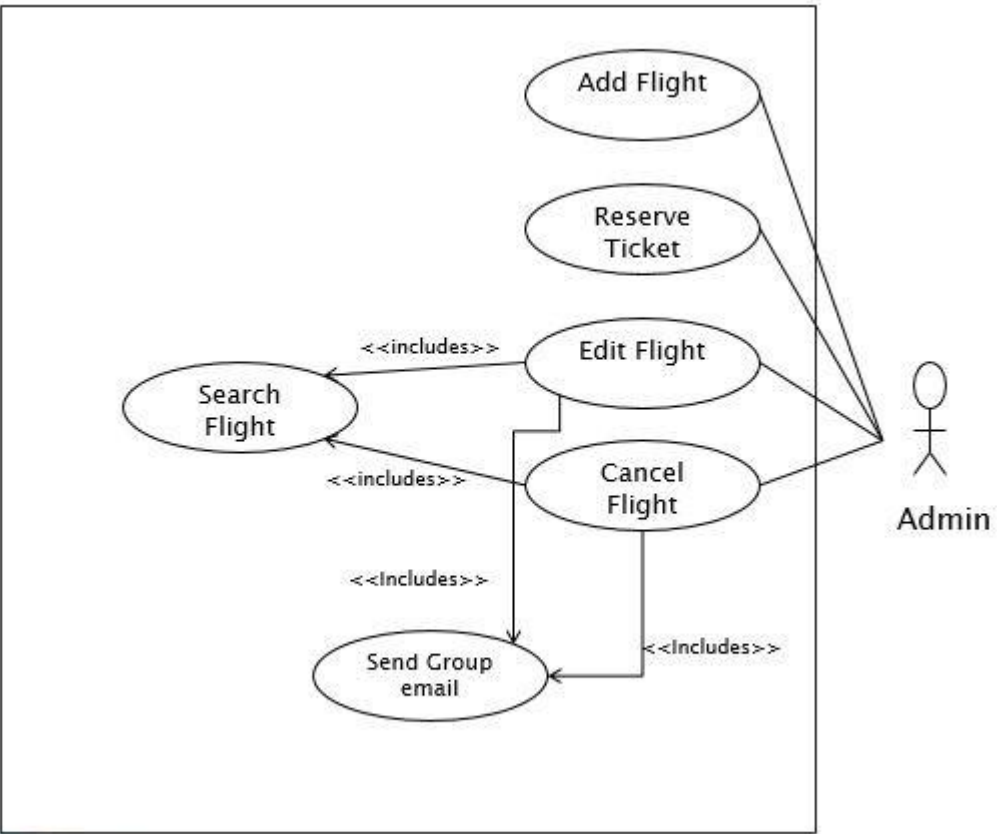 Add Flight
Reserve
Ticket
<<includes>>
Edit Flight
Search
Flight
<<includes>>
Cancel
Flight
Admin
<<Includes>>
<<Includes>>
Send Group
email